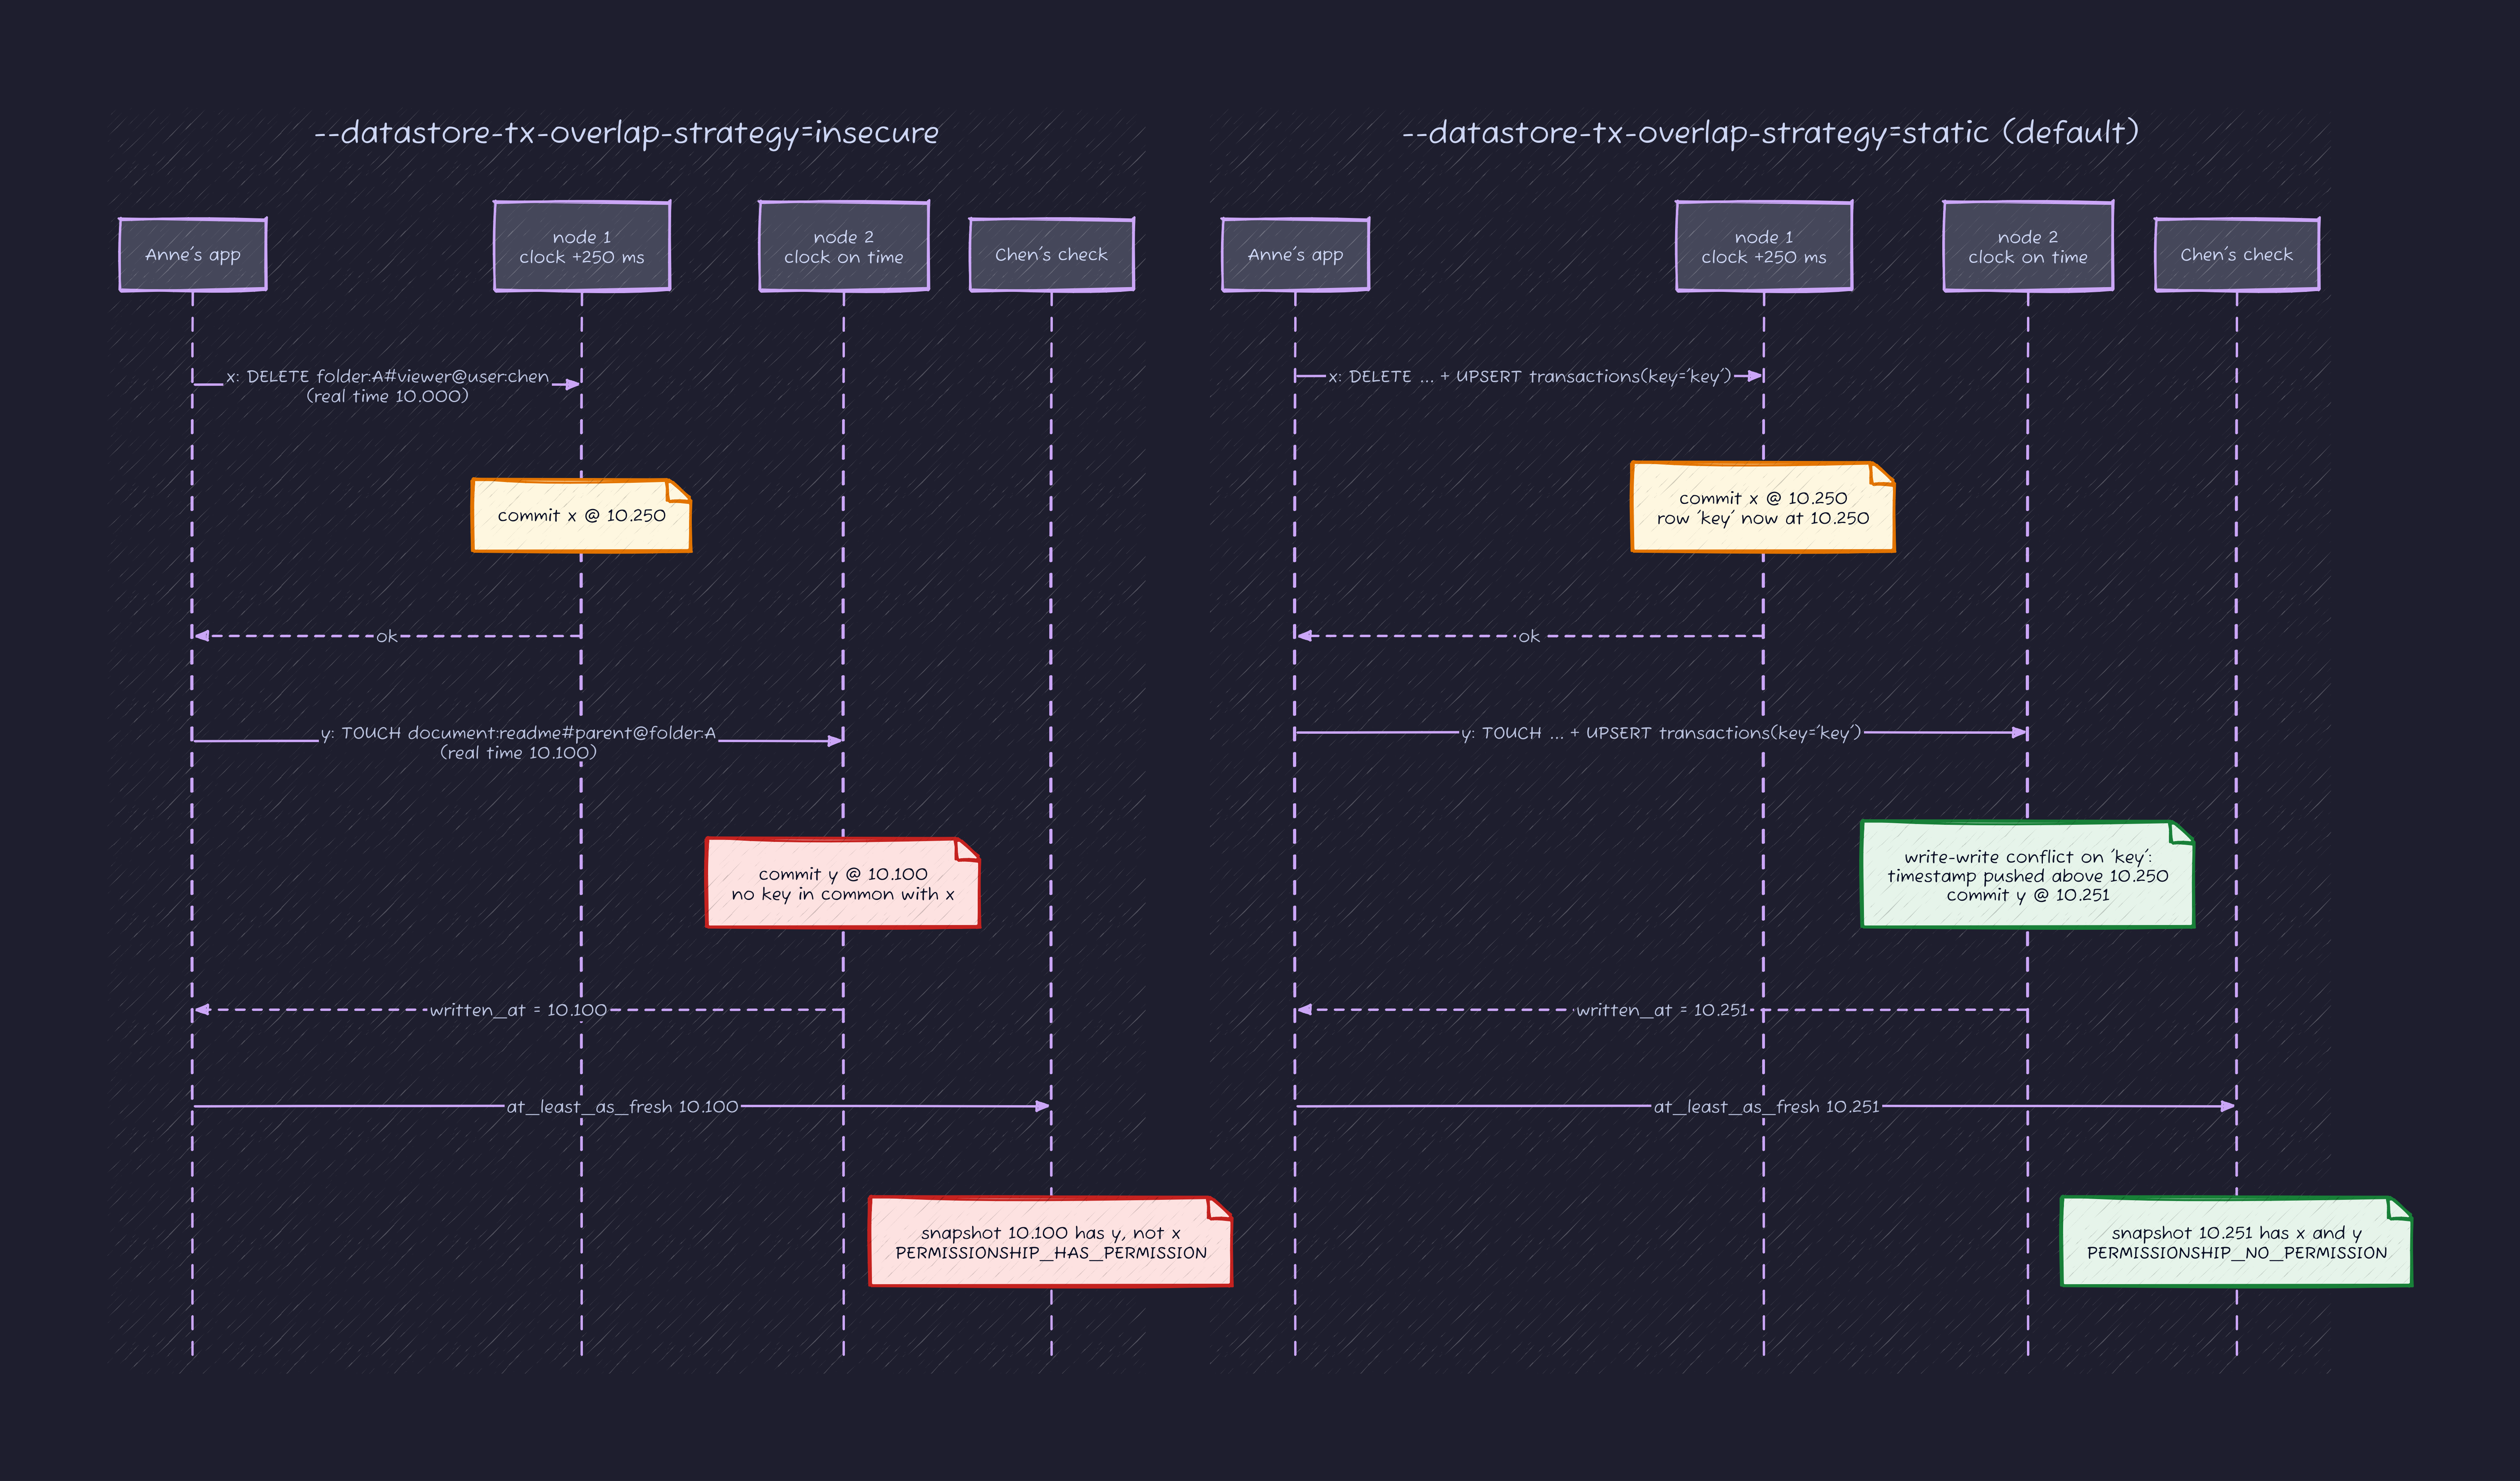 --datastore-tx-overlap-strategy=insecure
Anne's app
node 1
clock +250 ms
node 2
clock on time
Chen's check
x: DELETE folder:A#viewer@user:chen
(real time 10.000)
commit x @ 10.250
ok
y: TOUCH document:readme#parent@folder:A
(real time 10.100)
commit y @ 10.100
no key in common with x
written_at = 10.100
at_least_as_fresh 10.100
snapshot 10.100 has y, not x
PERMISSIONSHIP_HAS_PERMISSION
--datastore-tx-overlap-strategy=static (default)
Anne's app
node 1
clock +250 ms
node 2
clock on time
Chen's check
x: DELETE ... + UPSERT transactions(key='key')
commit x @ 10.250
row 'key' now at 10.250
ok
y: TOUCH ... + UPSERT transactions(key='key')
write-write conflict on 'key':
timestamp pushed above 10.250
commit y @ 10.251
written_at = 10.251
at_least_as_fresh 10.251
snapshot 10.251 has x and y
PERMISSIONSHIP_NO_PERMISSION